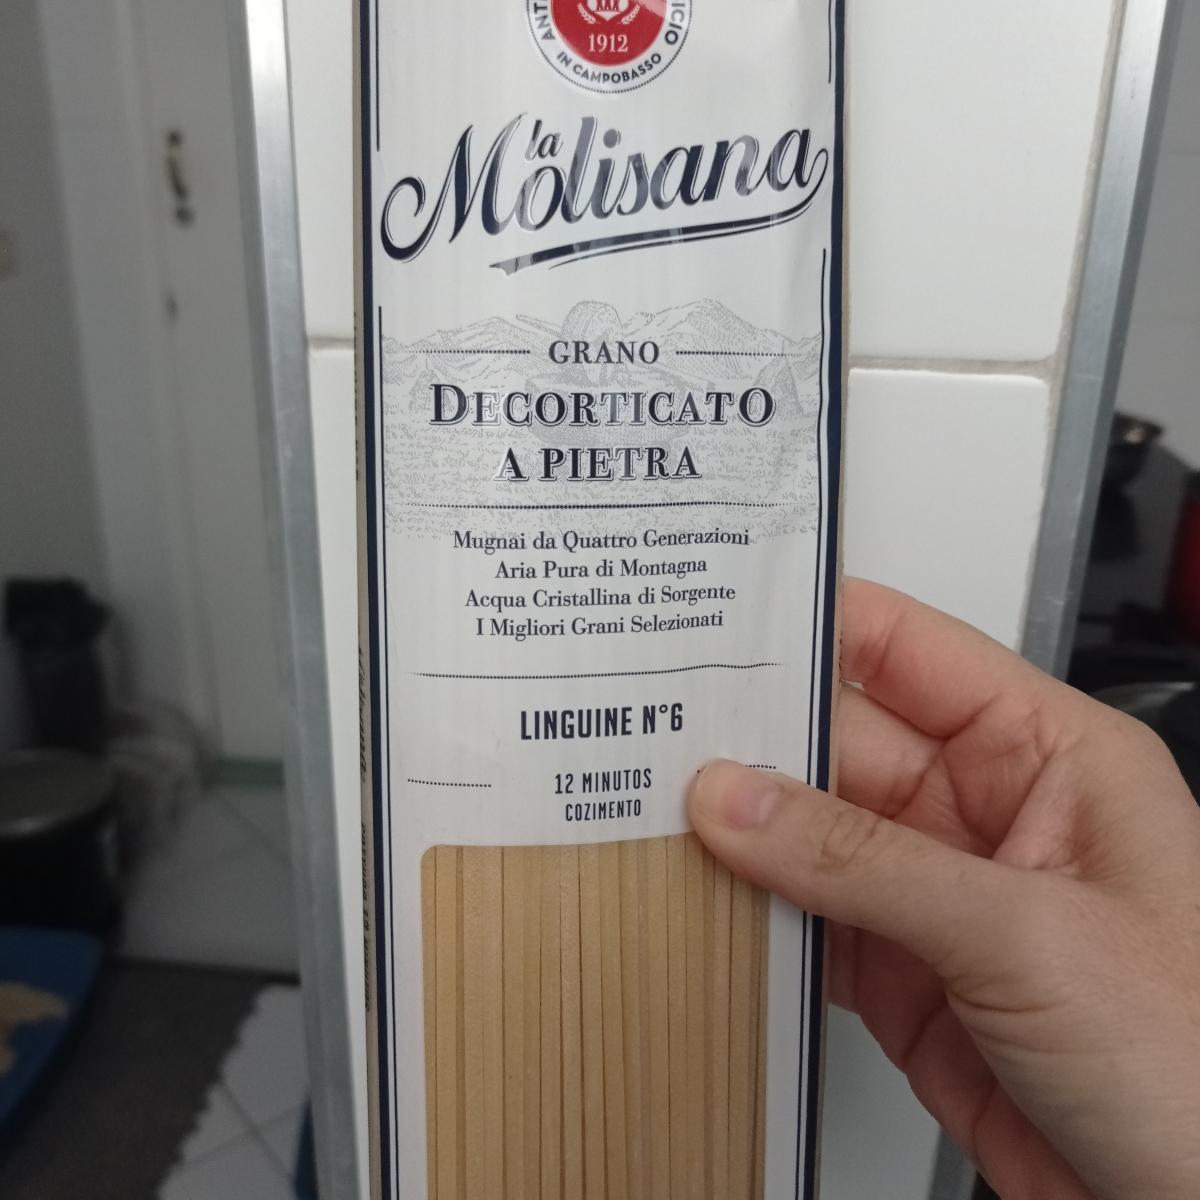 1912
IN CAMPOBASSO
la
Molisana
GRANO
DECORTICATO
A PIETRA
Mugnai da Quattro Generazioni
Aria Pura di Montagna
Acqua Cristallina di Sorgente
I Migliori Grani Selezionati
LINGUINE N°6
12 MINUTOS
COZIMENTO